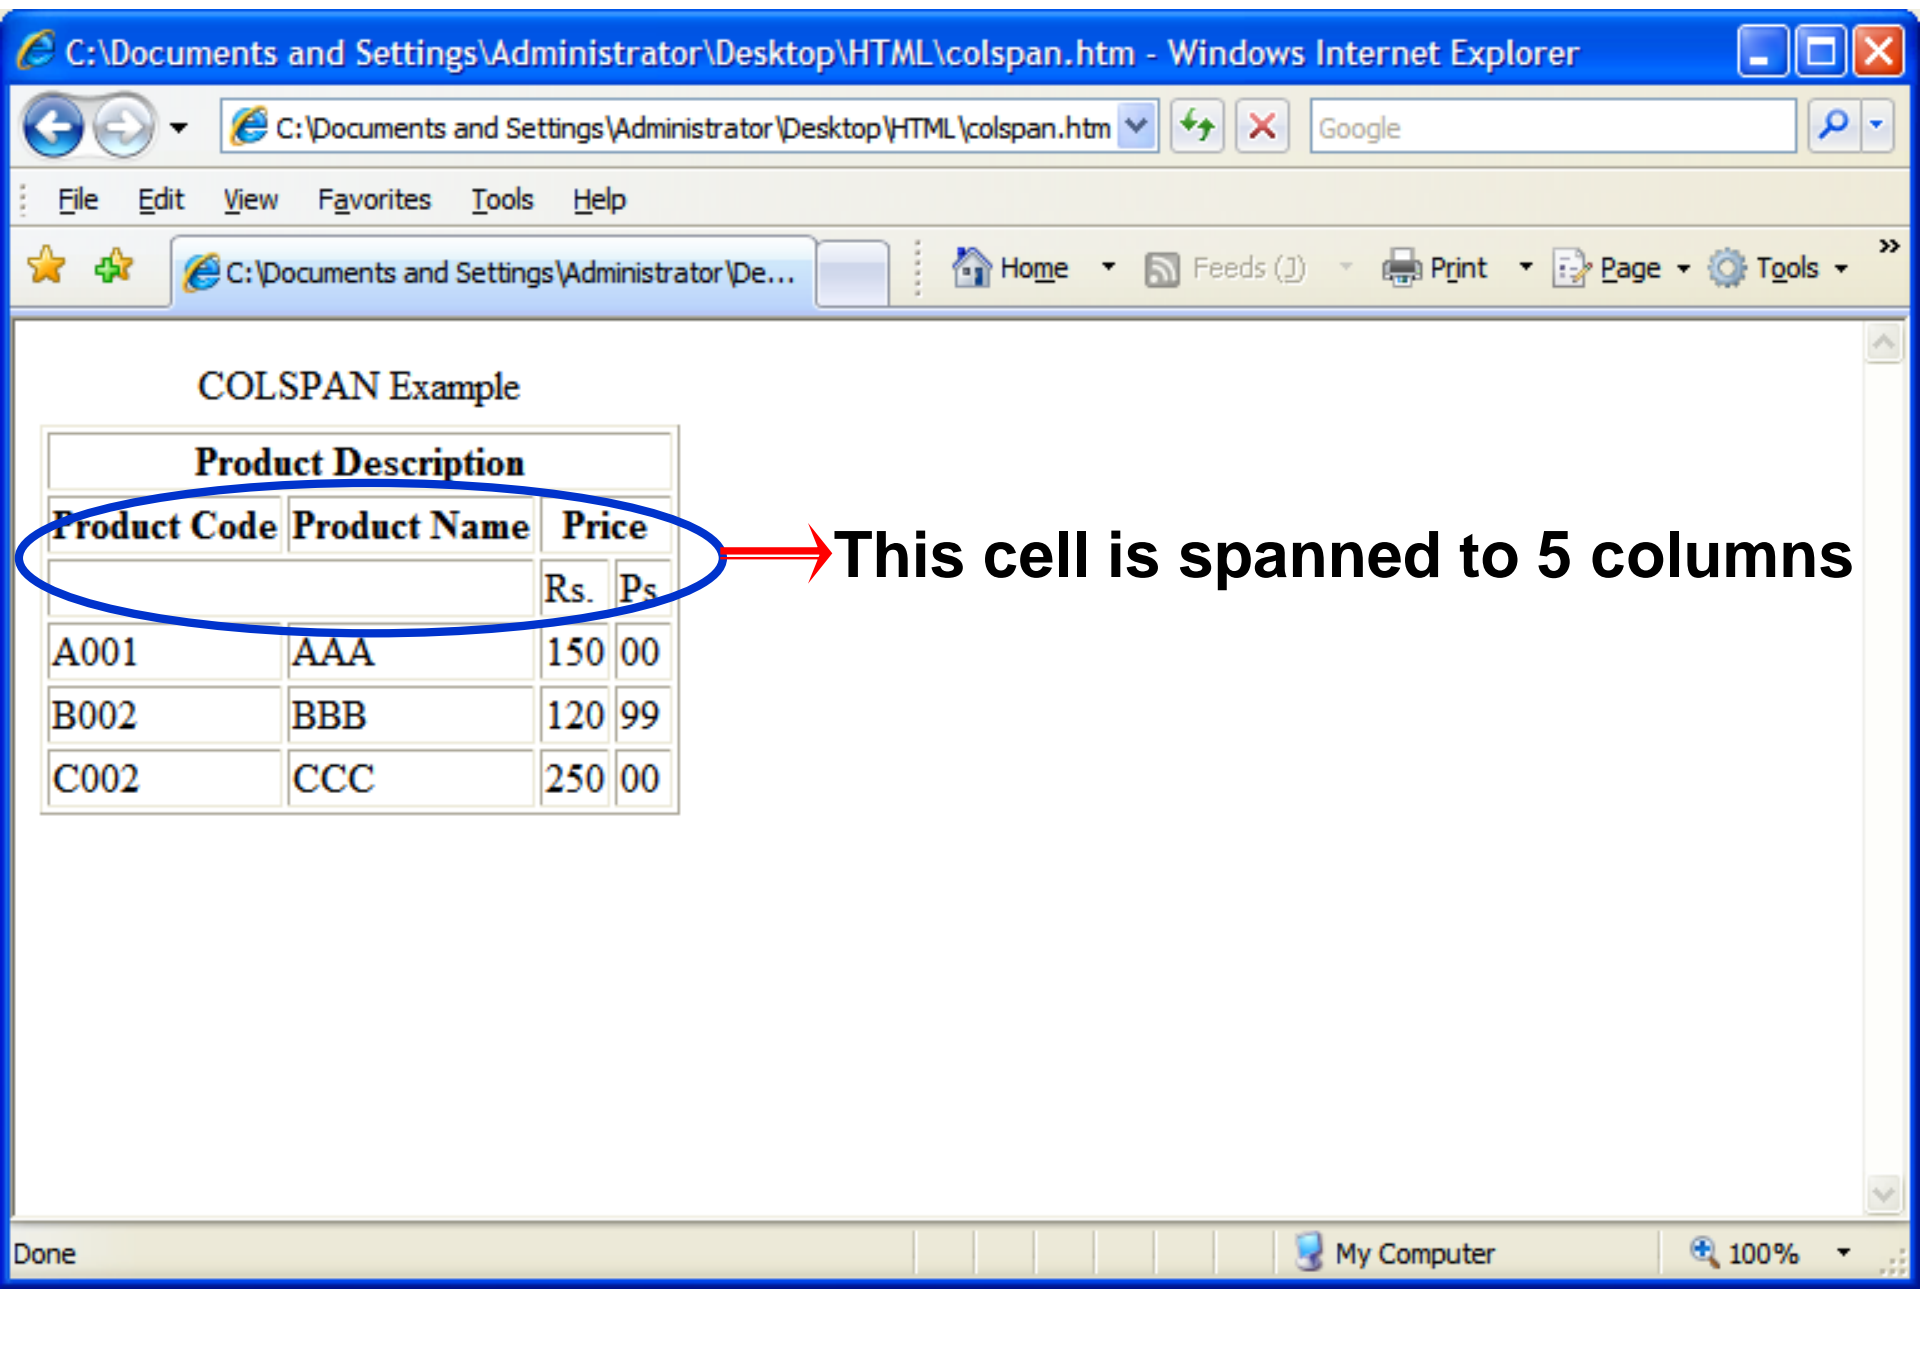 C:\Documents and Settings\Administrator\Desktop\HTML\colspan.htm - Windows Internet Explorer
C:\Documents and Settings\Administrator\Desktop\HTML\colspan.htm
Google
File Edit View Favorites Tools Help
C:\Documents and Settings\Administrator\De...
Home Feeds (J) Print Page Tools »
COLSPAN Example
Product Description
Product Code Product Name Price
Rs. Ps
This cell is spanned to 5 columns
A001 AAA 150 00
B002 BBB 120 99
C002 CCC 250 00
Done My Computer 100%